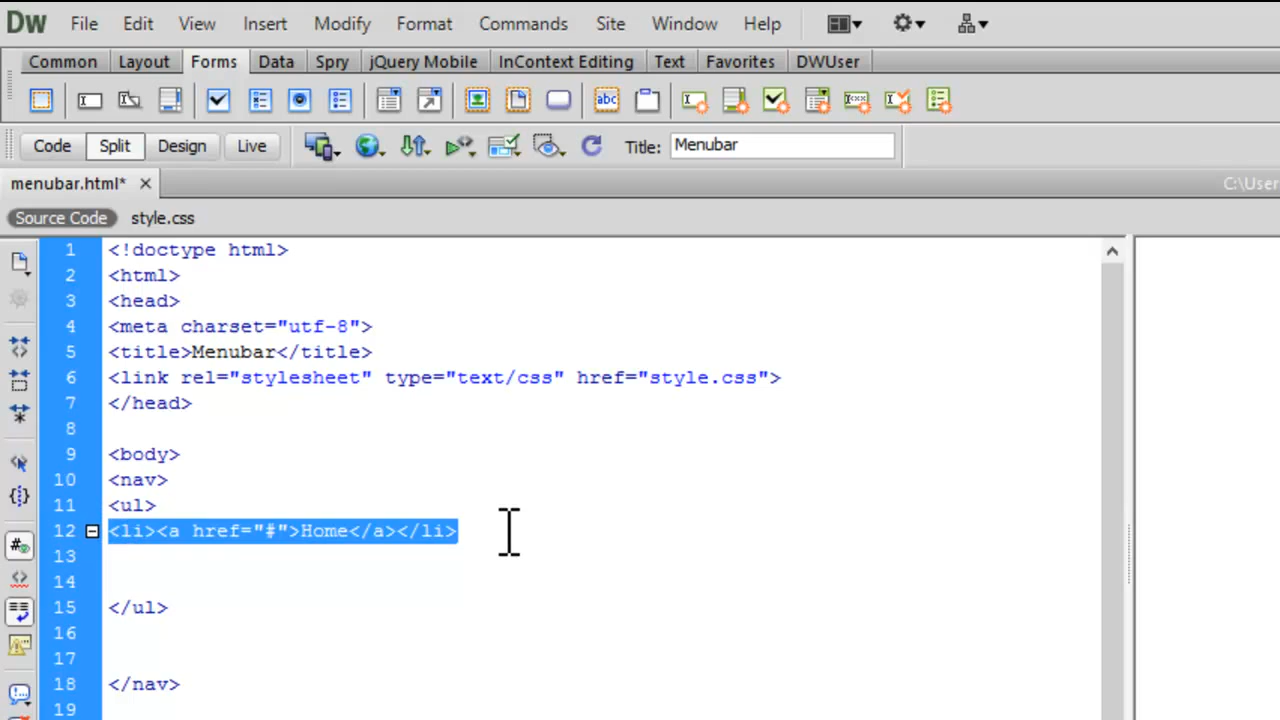 Dw File Edit View Insert Modify Format Commands Site Window Help
Common Layout Forms Data Spry jQuery Mobile InContext Editing Text Favorites DWUser
abc
Code Split Design Live Title: Menubar
menubar.html* C:\User
Source Code style.css
1 <!doctype html>
2 <html>
3 <head>
4 <meta charset="utf-8">
5 <title>Menubar</title>
6 <link rel="stylesheet" type="text/css" href="style.css">
7 </head>
8
9 <body>
10 <nav>
11 <ul>
12 <li><a href="#">Home</a></li>
13
14
15 </ul>
16
17
18 </nav>
19